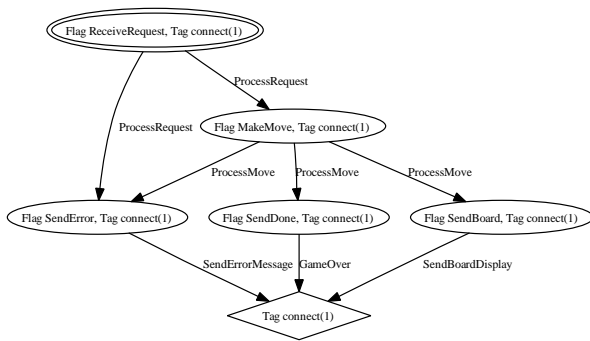 Flag ReceiveRequest, Tag connect(1)
ProcessRequest
Flag MakeMove, Tag connect(1)
ProcessRequest
ProcessMove
ProcessMove
ProcessMove
Flag SendError, Tag connect(1)
Flag SendDone, Tag connect(1)
Flag SendBoard, Tag connect(1)
SendErrorMessage
GameOver
SendBoardDisplay
Tag connect(1)